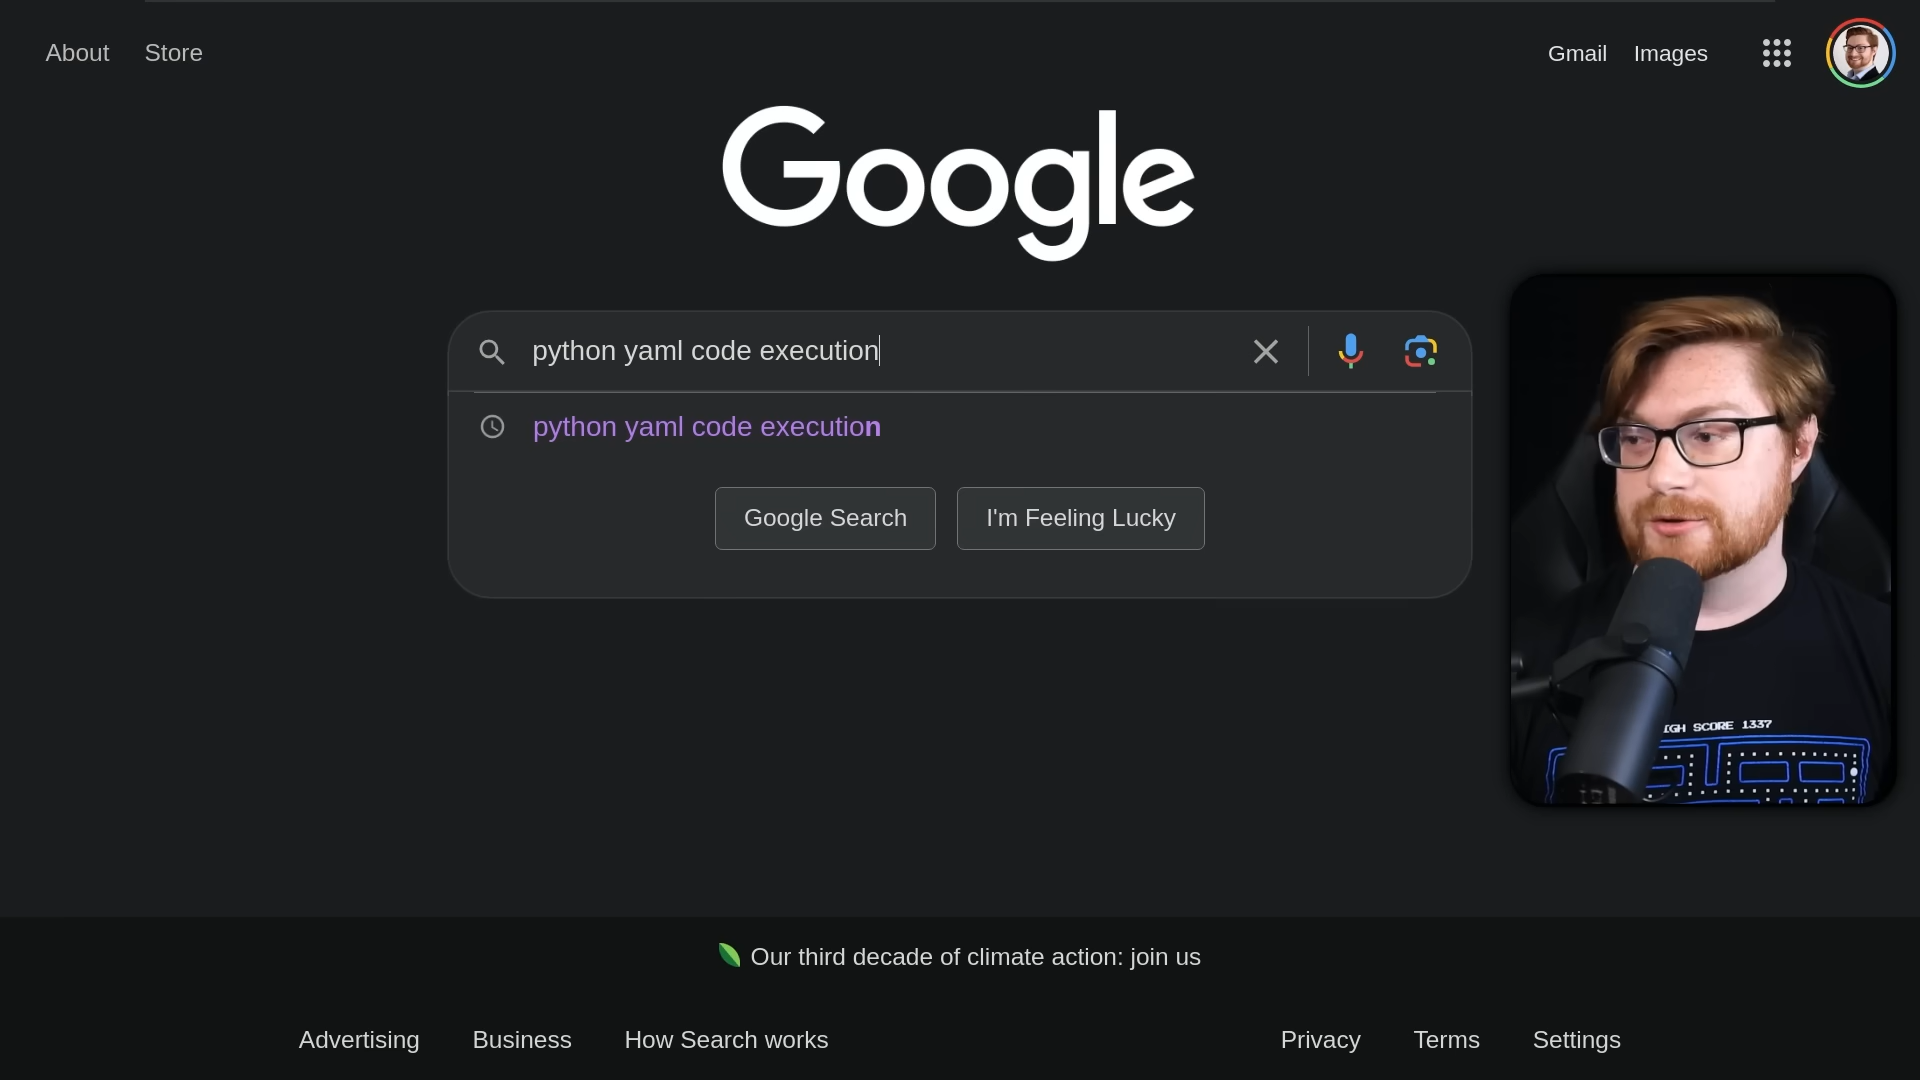 About Store Gmail Images
Google
python yaml code execution
python yaml code execution
Google Search I'm Feeling Lucky
IGH SCORE 1337
Our third decade of climate action: join us
Advertising Business How Search works Privacy Terms Settings